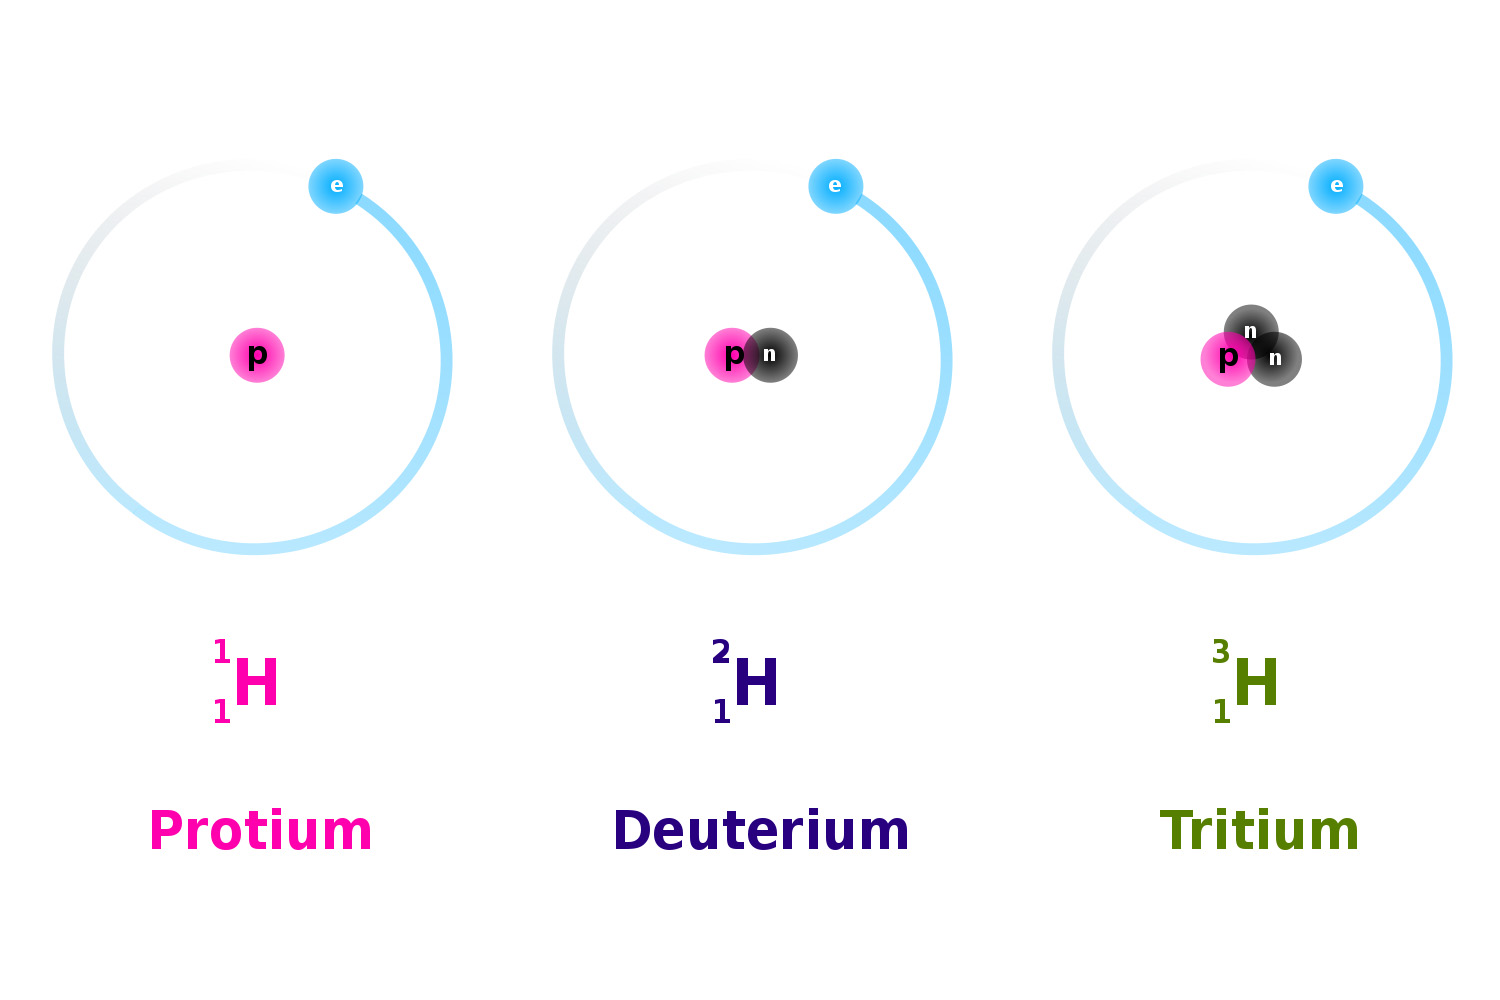 e e e
p p n n p n
1 2 3
H H H
1 1 1
Protium Deuterium Tritium